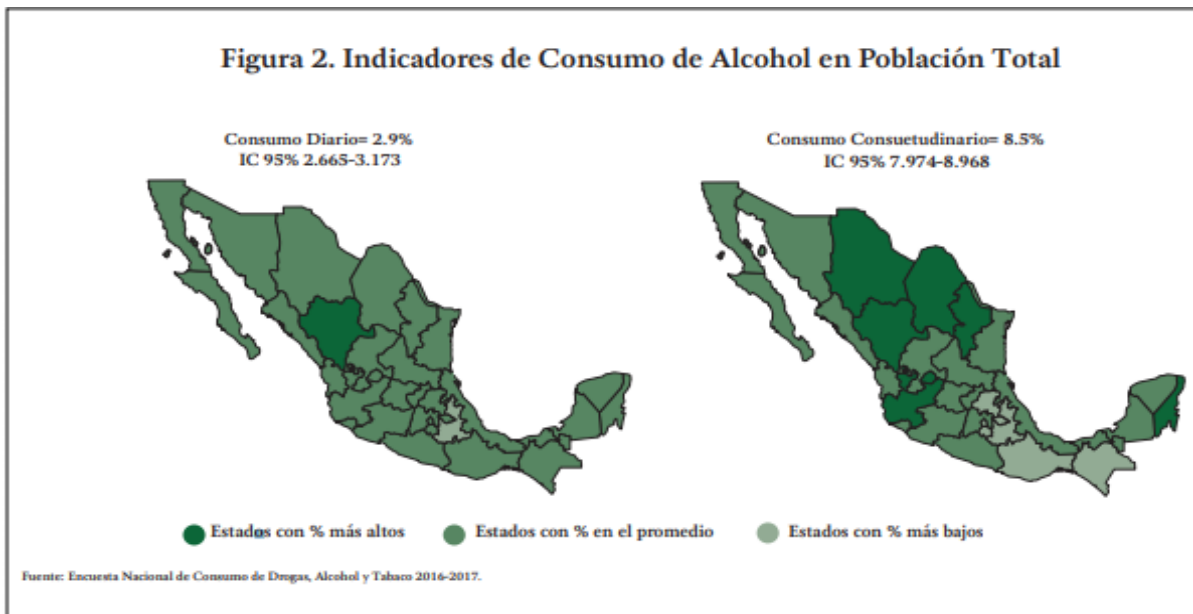 Figura 2. Indicadores de Consumo de Alcohol en Población Total
Consumo Diario= 2.9%
IC 95% 2.665-3.173
Consumo Consuetudinario= 8.5%
IC 95% 7.974-8.968
Estados con % más altos
Estados con % en el promedio
Estados con % más bajos
Fuente: Encuesta Nacional de Consumo de Drogas, Alcohol y Tabaco 2016-2017.